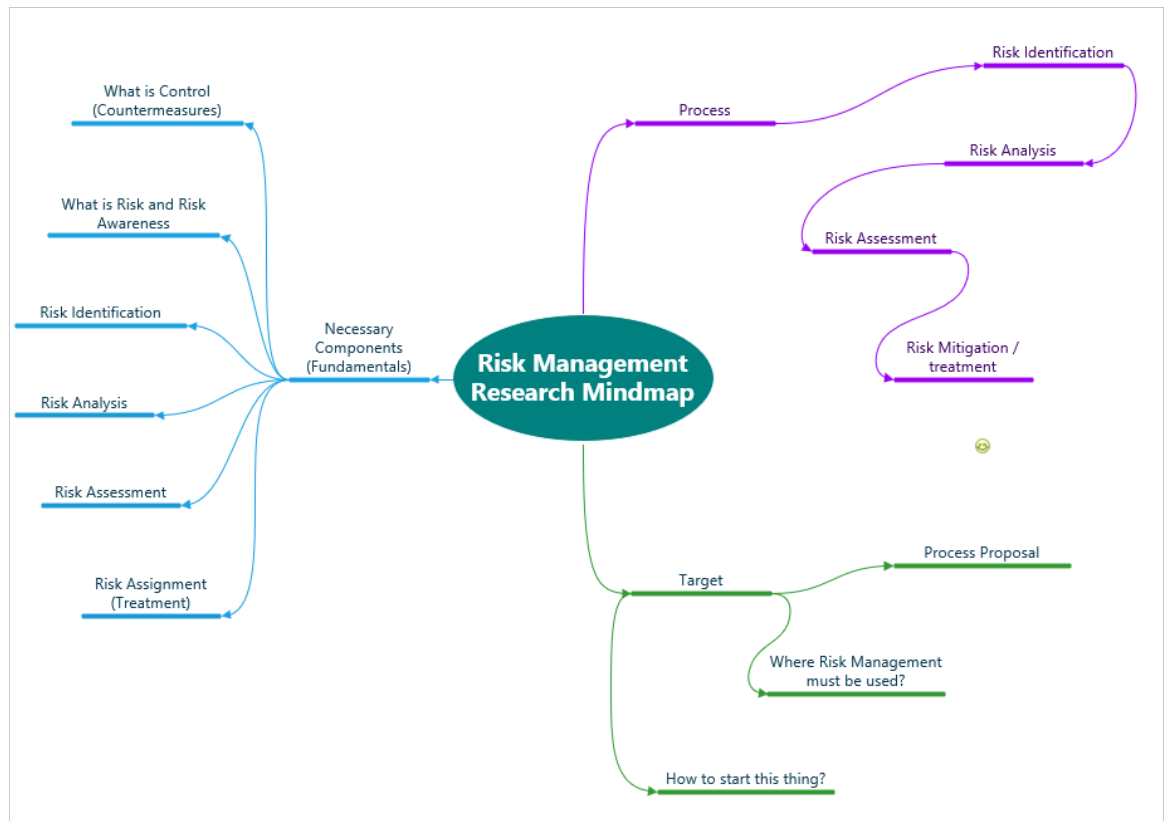 Risk Management
Research Mindmap
Process
Risk Identification
Risk Analysis
Risk Assessment
Risk Mitigation /
treatment
Target
Process Proposal
Where Risk Management
must be used?
How to start this thing?
Necessary
Components
(Fundamentals)
What is Control
(Countermeasures)
What is Risk and Risk
Awareness
Risk Identification
Risk Analysis
Risk Assessment
Risk Assignment
(Treatment)